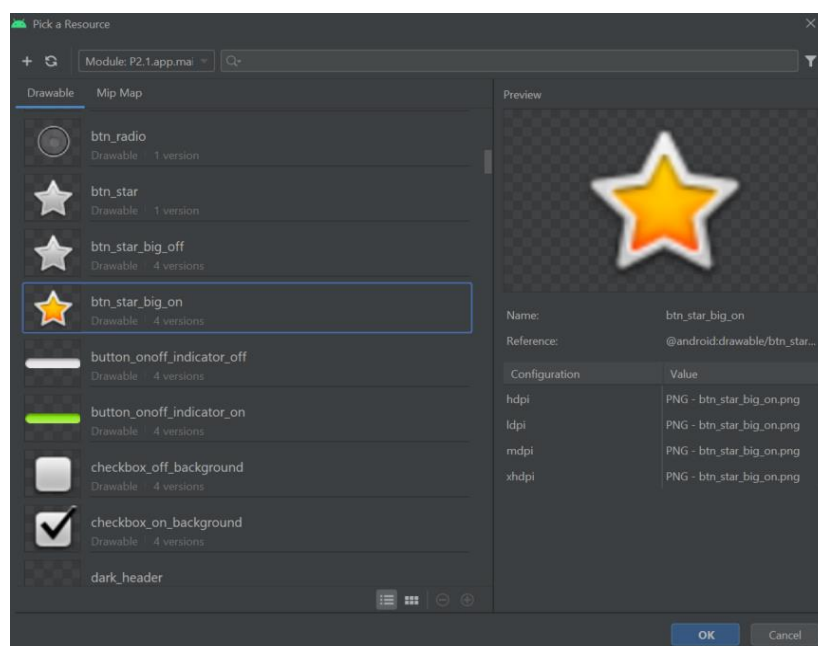 Pick a Resource
Module: P2.1.app.mai
Drawable Mip Map
btn_radio
Drawable | 1 version
btn_star
Drawable | 1 version
btn_star_big_off
Drawable | 4 versions
btn_star_big_on
Drawable | 4 versions
button_onoff_indicator_off
Drawable | 4 versions
button_onoff_indicator_on
Drawable | 4 versions
checkbox_off_background
Drawable | 4 versions
checkbox_on_background
Drawable | 4 versions
dark_header
Preview
Name: btn_star_big_on
Reference: @android:drawable/btn_star...
Configuration Value
hdpi PNG - btn_star_big_on.png
ldpi PNG - btn_star_big_on.png
mdpi PNG - btn_star_big_on.png
xhdpi PNG - btn_star_big_on.png
OK Cancel